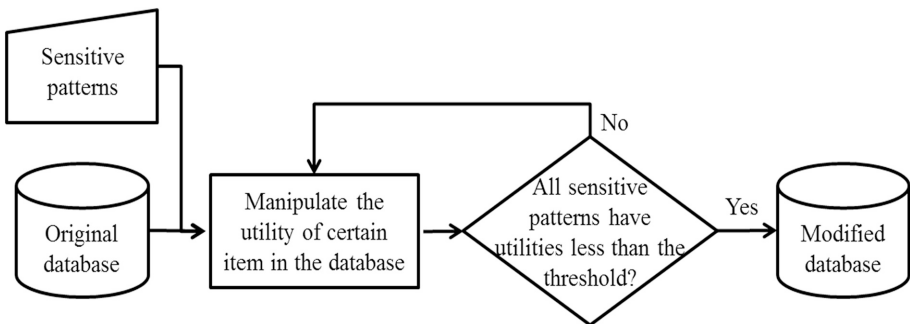 Sensitive
patterns
Original
database
Manipulate the
utility of certain
item in the database
No
All sensitive
patterns have
utilities less than the
threshold?
Yes
Modified
database